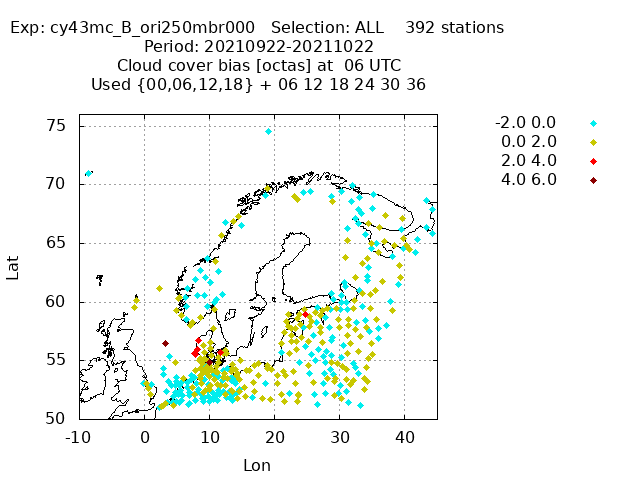 Exp: cy43mc_B_ori250mbr000   Selection: ALL    392 stations
Period: 20210922-20211022
Cloud cover bias [octas] at  06 UTC
Used {00,06,12,18} + 06 12 18 24 30 36
-2.0 0.0
0.0 2.0
2.0 4.0
4.0 6.0
75
70
65
60
55
50
Lat
-10 0 10 20 30 40
Lon